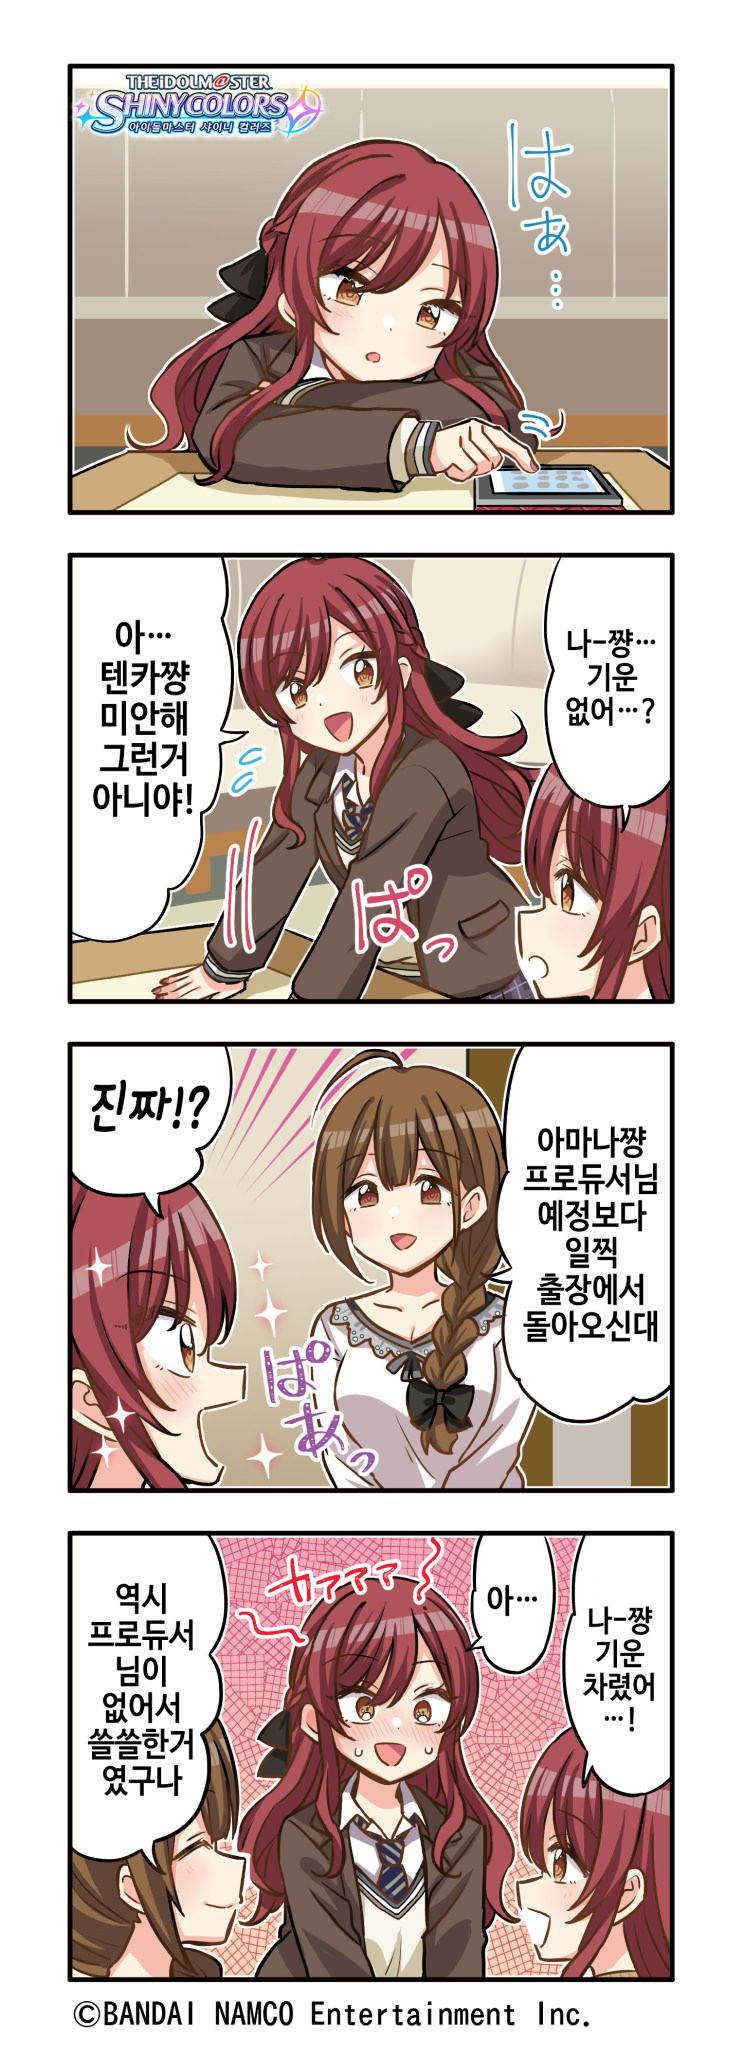 THE iDOLM@STER
SHINYCOLORS
아이돌마스터 샤이니 컬러즈
はぁ…
나-쨩…
기운
없어…?
아…
텐카쨩
미안해
그런거
아니야!
ぱっ
아마나쨩
프로듀서님
예정보다
일찍
출장에서
돌아오신대
진짜!?
ぱあっ
나-쨩
기운
차렸어
…!
아…
カアアア
역시
프로듀서
님이
없어서
쓸쓸한거
였구나
©BANDAI NAMCO Entertainment Inc.